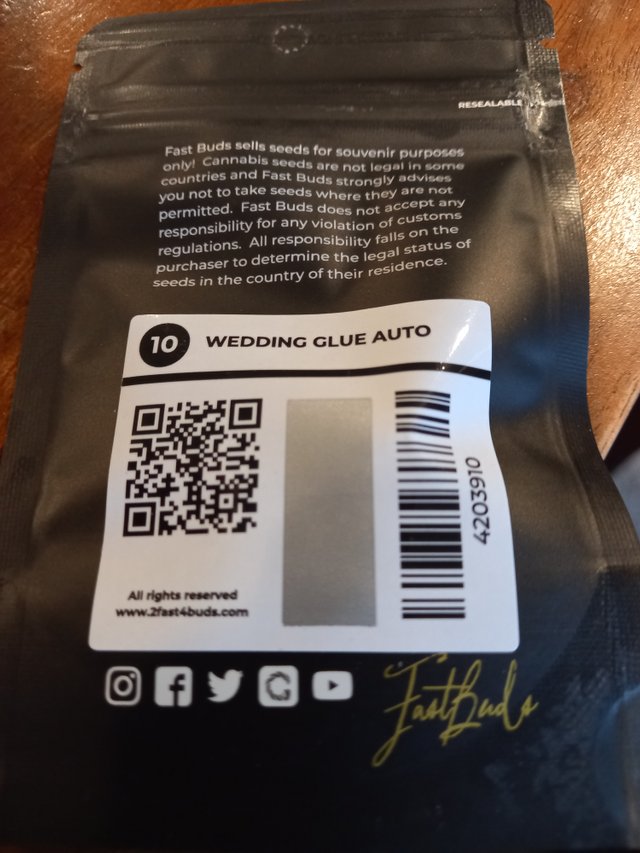 RESEALABLE
Fast Buds sells seeds for souvenir purposes
only! Cannabis seeds are not legal in some
countries and Fast Buds strongly advises
you not to take seeds where they are not
permitted. Fast Buds does not accept any
responsibility for any violation of customs
regulations. All responsibility falls on the
purchaser to determine the legal status of
seeds in the country of their residence.
10 WEDDING GLUE AUTO
4203910
All rights reserved
www.2fast4buds.com
FastBuds